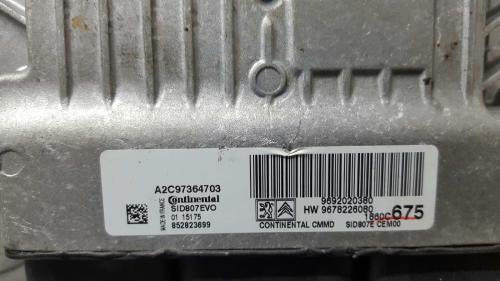 A2C97364703
Continental
SID807EVO
MADE IN FRANCE
01 15175
852823699
9692020380
HW 9678226080
1860C675
CONTINENTAL CMMD SID807E CEM00